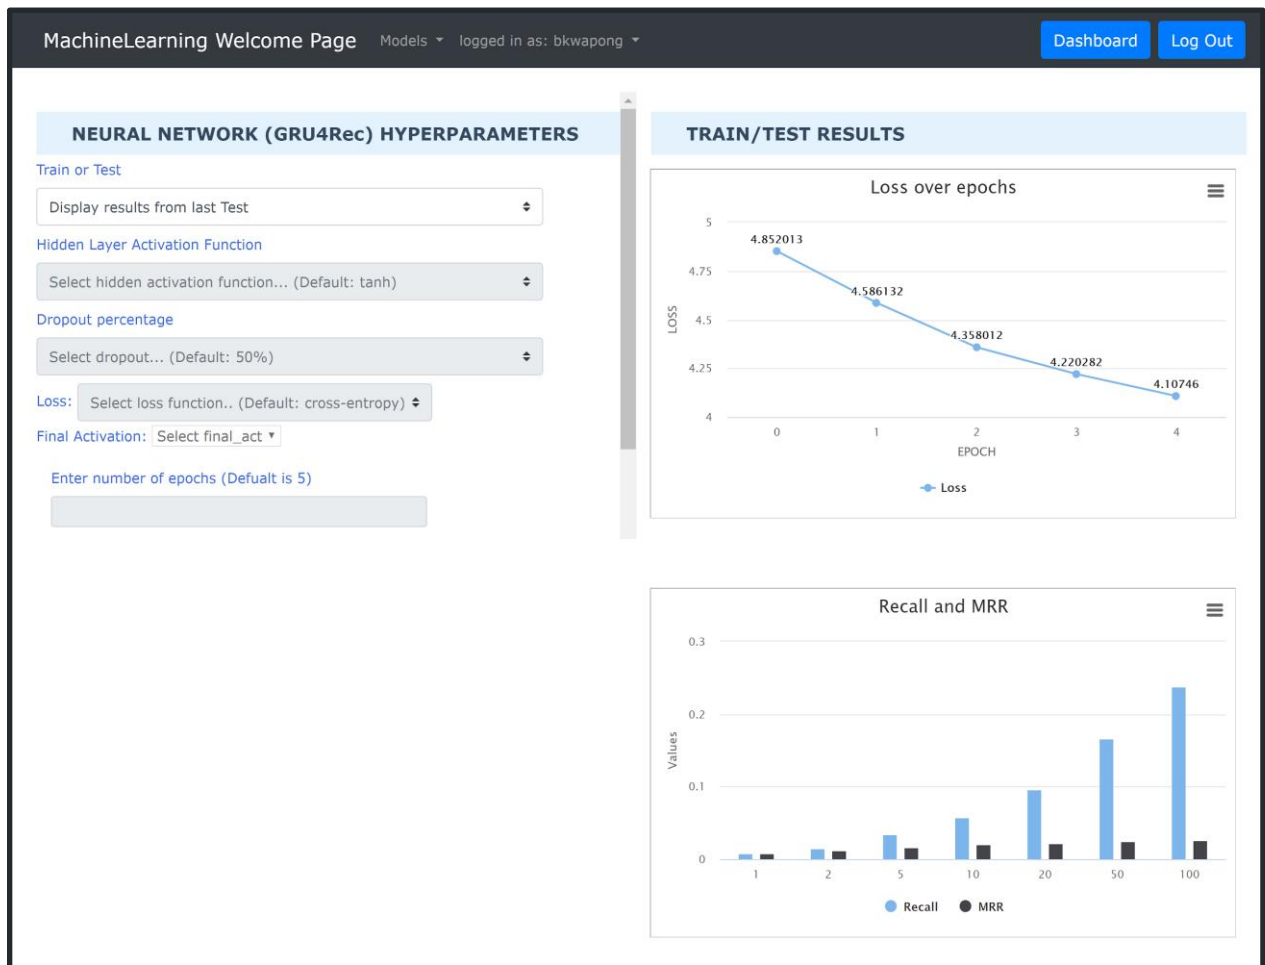 MachineLearning Welcome Page Models logged in as: bkwapong Dashboard Log Out
NEURAL NETWORK (GRU4Rec) HYPERPARAMETERS
Train or Test
Display results from last Test
Hidden Layer Activation Function
Select hidden activation function... (Default: tanh)
Dropout percentage
Select dropout... (Default: 50%)
Loss: Select loss function.. (Default: cross-entropy)
Final Activation: Select final_act
Enter number of epochs (Defualt is 5)
TRAIN/TEST RESULTS
Loss over epochs
LOSS
5
4.75
4.5
4.25
4
4.852013
4.586132
4.358012
4.220282
4.10746
0 1 2 3 4
EPOCH
Loss
Recall and MRR
Values
0.3
0.2
0.1
0
1 2 5 10 20 50 100
Recall MRR